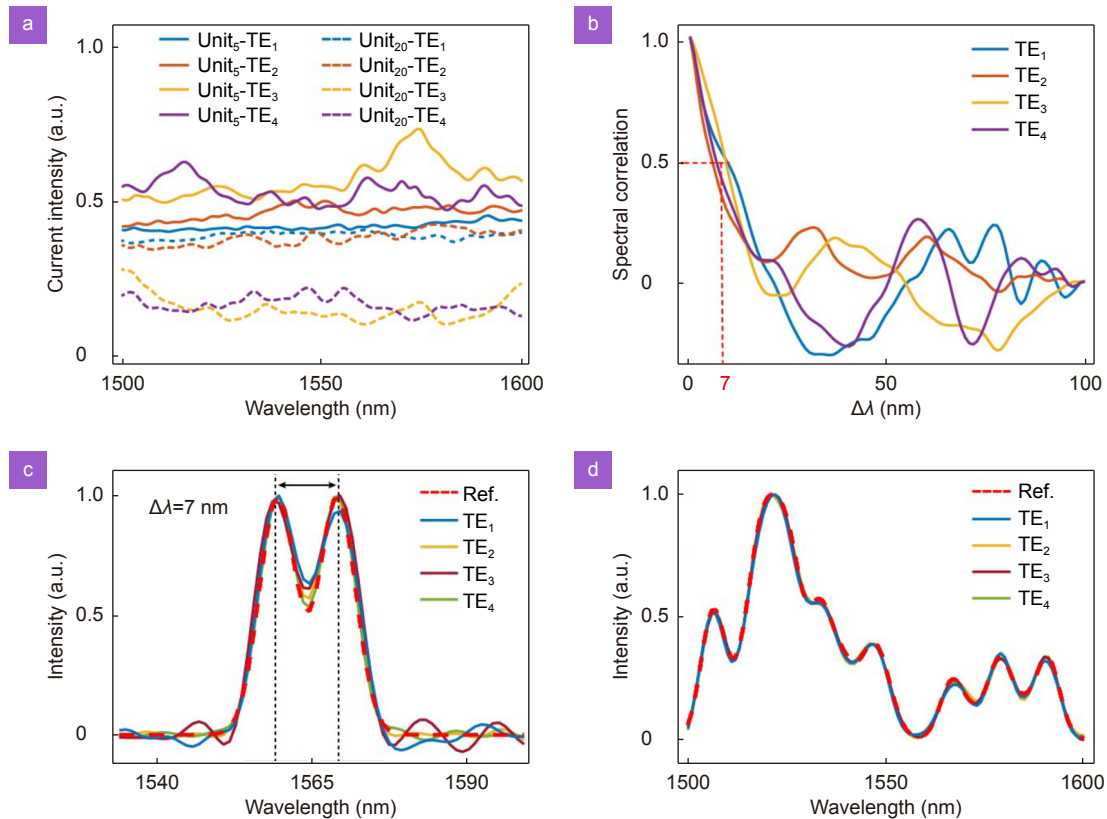 a
1.0
0.5
0
Current intensity (a.u.)
Unit₅-TE₁
Unit₅-TE₂
Unit₅-TE₃
Unit₅-TE₄
Unit₂₀-TE₁
Unit₂₀-TE₂
Unit₂₀-TE₃
Unit₂₀-TE₄
1500 1550 1600
Wavelength (nm)
b
1.0
0.5
0
Spectral correlation
TE₁
TE₂
TE₃
TE₄
0 7 50 100
Δλ (nm)
c
1.0
0.5
0
Intensity (a.u.)
Δλ=7 nm
Ref.
TE₁
TE₂
TE₃
TE₄
1540 1565 1590
Wavelength (nm)
d
1.0
0.5
0
Intensity (a.u.)
Ref.
TE₁
TE₂
TE₃
TE₄
1500 1550 1600
Wavelength (nm)